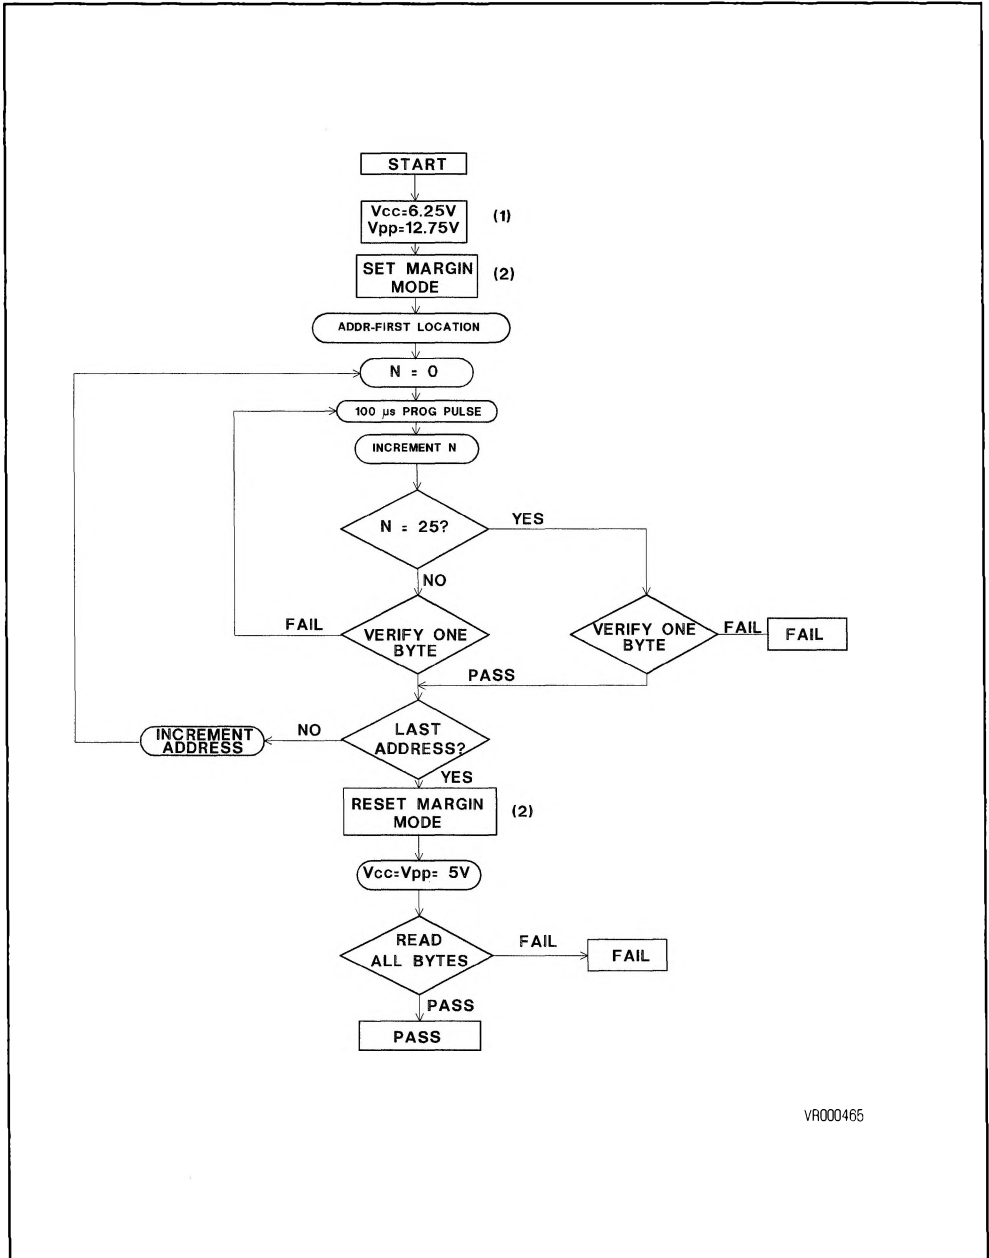 START
Vcc=6.25V
Vpp=12.75V
(1)
SET MARGIN
MODE
(2)
ADDR-FIRST LOCATION
N = 0
100 µs PROG PULSE
INCREMENT N
N = 25?
YES
NO
FAIL
VERIFY ONE
BYTE
VERIFY ONE
BYTE
FAIL
FAIL
PASS
LAST
ADDRESS?
NO
INCREMENT
ADDRESS
YES
RESET MARGIN
MODE
(2)
Vcc=Vpp= 5V
READ
ALL BYTES
FAIL
FAIL
PASS
PASS
VR000465